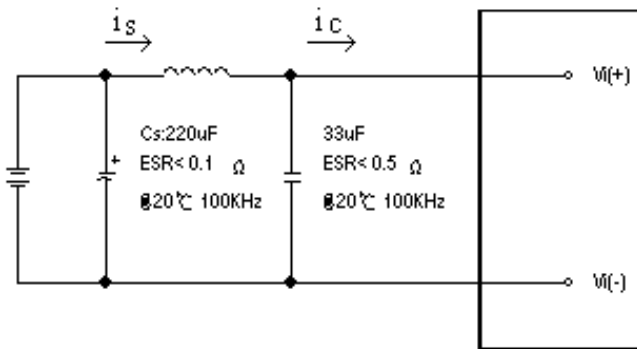 is
ic
Vi(+)
Cs:220uF
33uF
+
ESR< 0.1 Ω
ESR< 0.5 Ω
@20℃ 100KHz
@20℃ 100KHz
Vi(-)